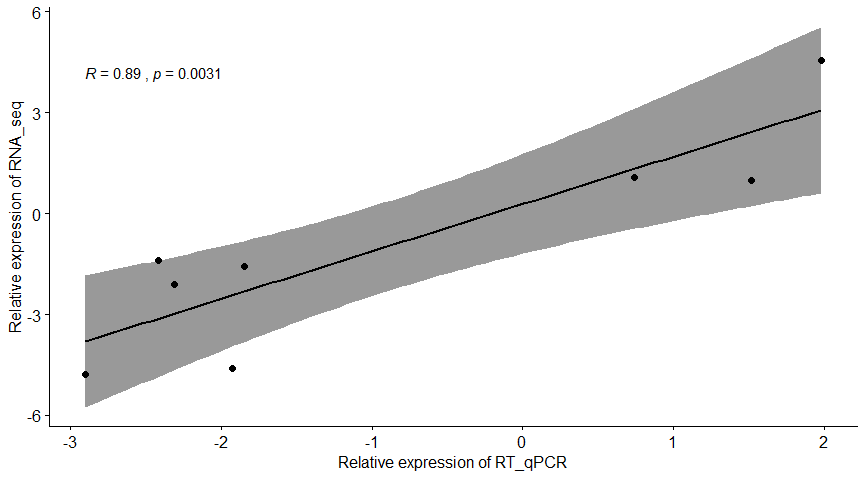 6
R = 0.89 , p = 0.0031
3
0
-3
-6
Relative expression of RNA_seq
-3 -2 -1 0 1 2
Relative expression of RT_qPCR